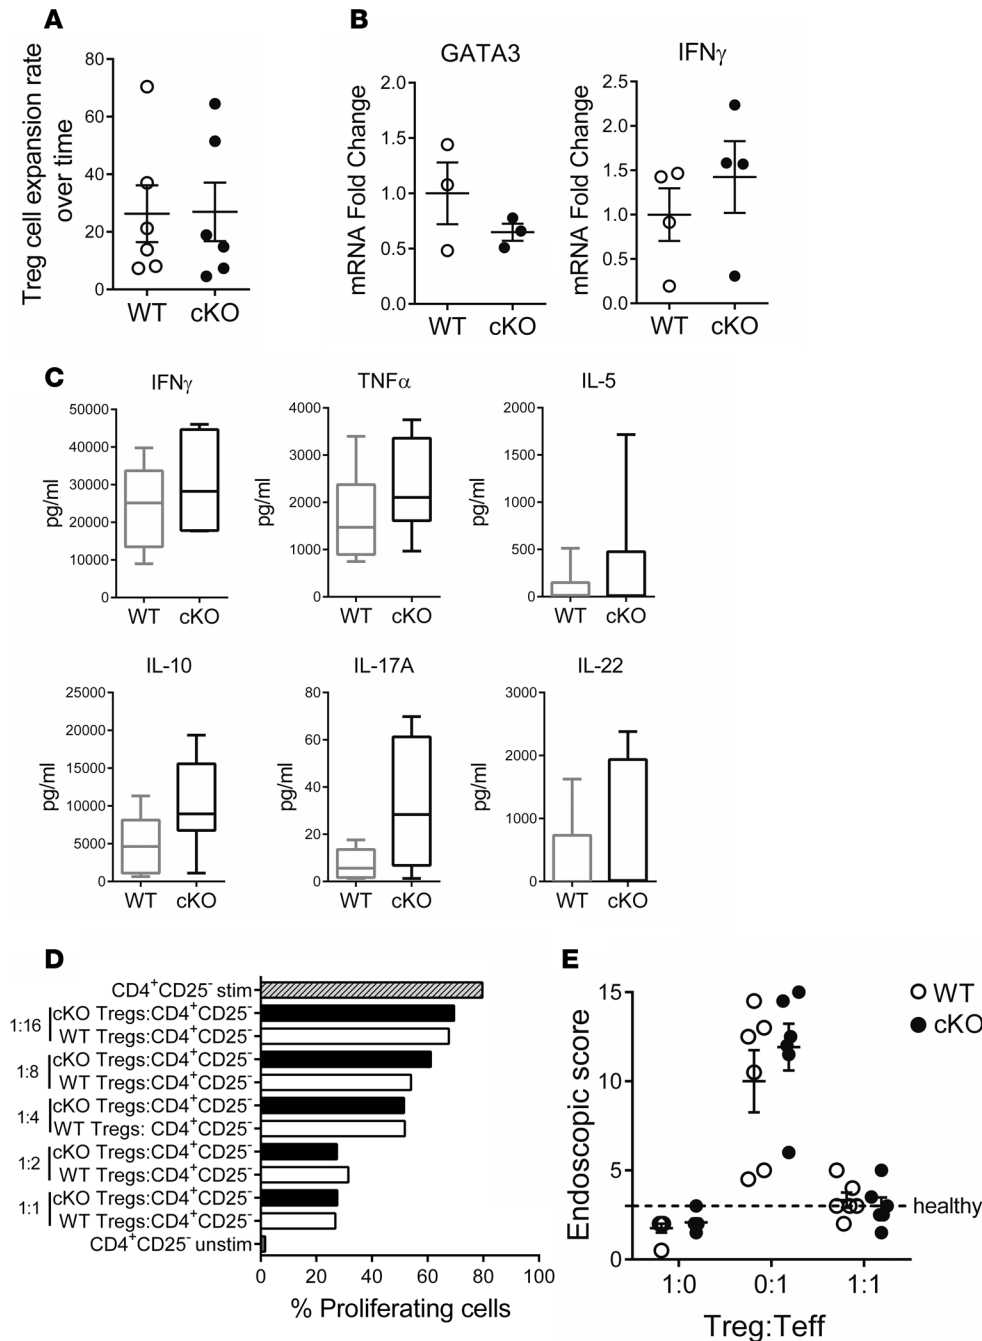 A
Treg cell expansion rate
over time
80
60
40
20
0
WT
cKO
B
GATA3
mRNA Fold Change
2.0
1.5
1.0
0.5
0.0
WT
cKO
IFNγ
mRNA Fold Change
2.5
2.0
1.5
1.0
0.5
0.0
WT
cKO
C
IFNγ
pg/ml
50000
40000
30000
20000
10000
0
WT
cKO
TNFα
pg/ml
4000
3000
2000
1000
0
WT
cKO
IL-5
pg/ml
2000
1500
1000
500
0
WT
cKO
IL-10
pg/ml
25000
20000
15000
10000
5000
0
WT
cKO
IL-17A
pg/ml
80
60
40
20
0
WT
cKO
IL-22
pg/ml
3000
2000
1000
0
WT
cKO
D
CD4⁺CD25⁻ stim
1:16
cKO Tregs:CD4⁺CD25⁻
WT Tregs:CD4⁺CD25⁻
1:8
cKO Tregs:CD4⁺CD25⁻
WT Tregs:CD4⁺CD25⁻
1:4
cKO Tregs:CD4⁺CD25⁻
WT Tregs: CD4⁺CD25⁻
1:2
cKO Tregs:CD4⁺CD25⁻
WT Tregs:CD4⁺CD25⁻
1:1
cKO Tregs:CD4⁺CD25⁻
WT Tregs:CD4⁺CD25⁻
CD4⁺CD25⁻ unstim
0 20 40 60 80 100
% Proliferating cells
E
WT
cKO
Endoscopic score
15
10
5
0
healthy
1:0 0:1 1:1
Treg:Teff